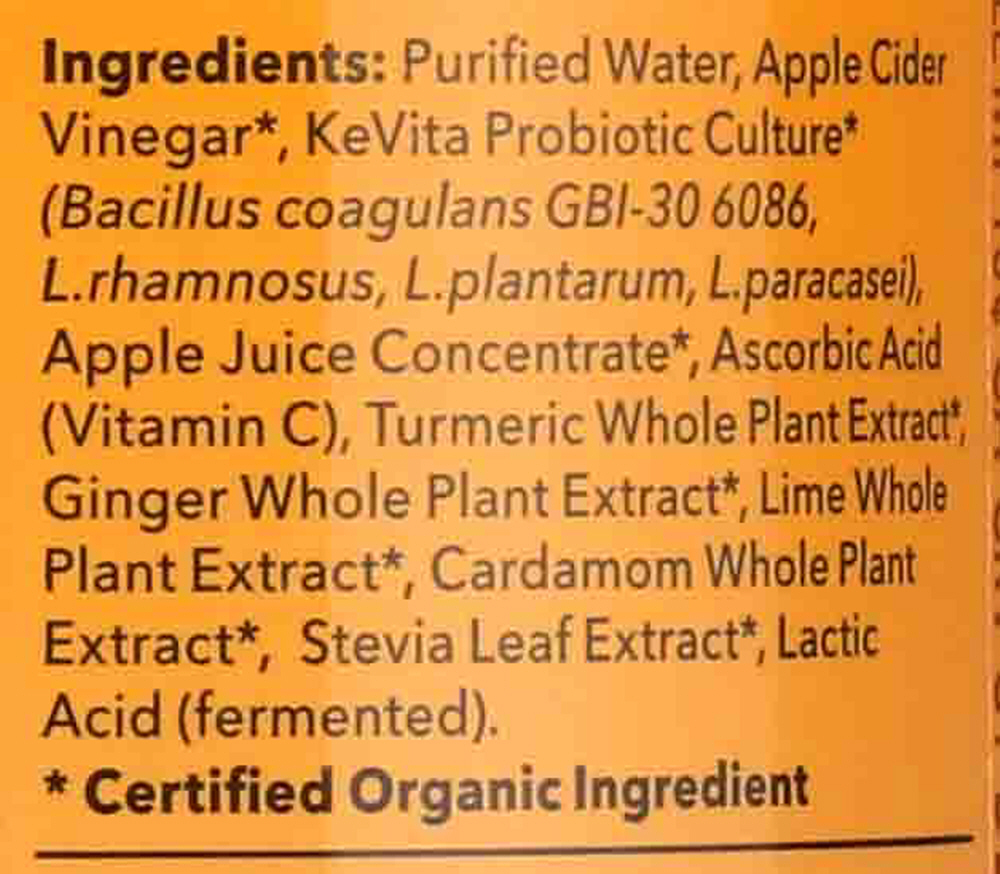 Ingredients: Purified Water, Apple Cider
Vinegar*, KeVita Probiotic Culture*
(Bacillus coagulans GBI-30 6086,
L.rhamnosus, L.plantarum, L.paracasei),
Apple Juice Concentrate*, Ascorbic Acid
(Vitamin C), Turmeric Whole Plant Extract*,
Ginger Whole Plant Extract*, Lime Whole
Plant Extract*, Cardamom Whole Plant
Extract*, Stevia Leaf Extract*, Lactic
Acid (fermented).
* Certified Organic Ingredient